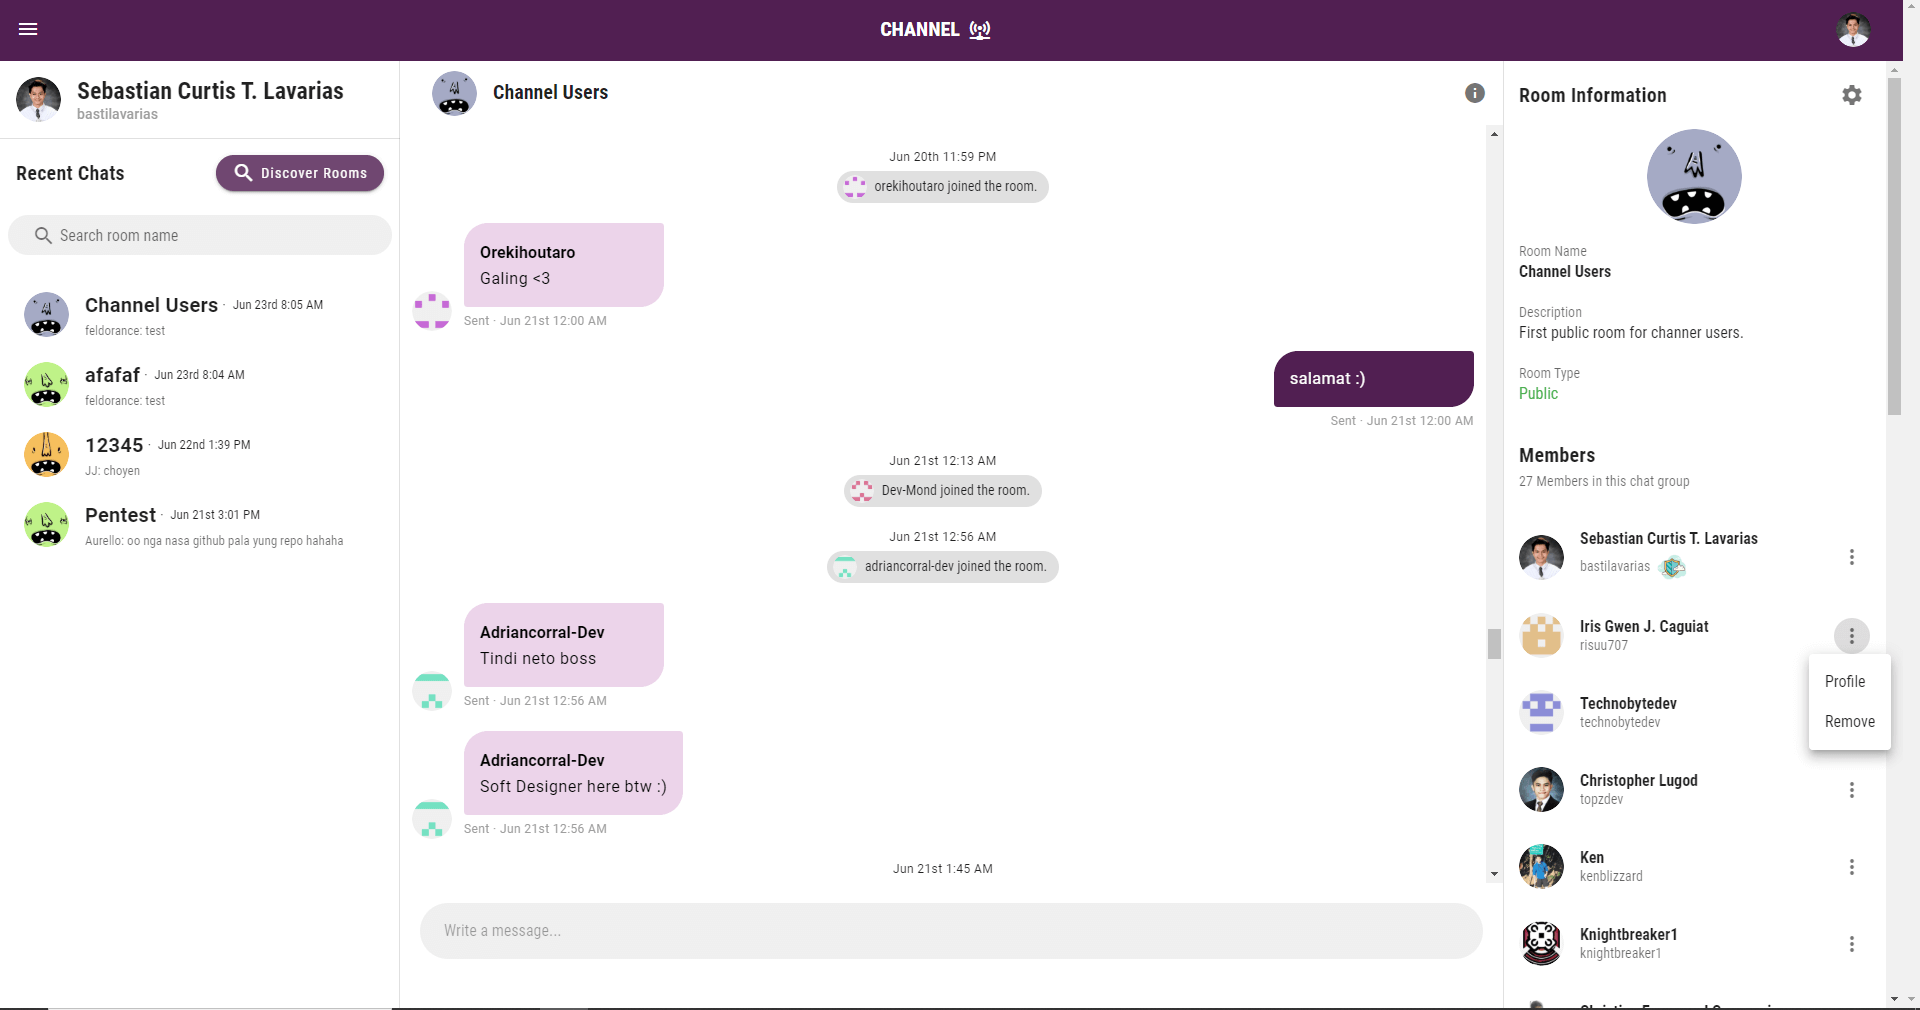 CHANNEL
Sebastian Curtis T. Lavarias
bastilavarias
Recent Chats
Discover Rooms
Search room name
Channel Users · Jun 23rd 8:05 AM
feldorance: test
afafaf · Jun 23rd 8:04 AM
feldorance: test
12345 · Jun 22nd 1:39 PM
JJ: choyen
Pentest · Jun 21st 3:01 PM
Aurello: oo nga nasa github pala yung repo hahaha
Channel Users
Jun 20th 11:59 PM
orekihoutaro joined the room.
Orekihoutaro
Galing <3
Sent · Jun 21st 12:00 AM
salamat :)
Sent · Jun 21st 12:00 AM
Jun 21st 12:13 AM
Dev-Mond joined the room.
Jun 21st 12:56 AM
adriancorral-dev joined the room.
Adriancorral-Dev
Tindi neto boss
Sent · Jun 21st 12:56 AM
Adriancorral-Dev
Soft Designer here btw :)
Sent · Jun 21st 12:56 AM
Jun 21st 1:45 AM
Write a message...
Room Information
Room Name
Channel Users
Description
First public room for channer users.
Room Type
Public
Members
27 Members in this chat group
Sebastian Curtis T. Lavarias
bastilavarias
Iris Gwen J. Caguiat
risuu707
Profile
Remove
Technobytedev
technobytedev
Christopher Lugod
topzdev
Ken
kenblizzard
Knightbreaker1
knightbreaker1